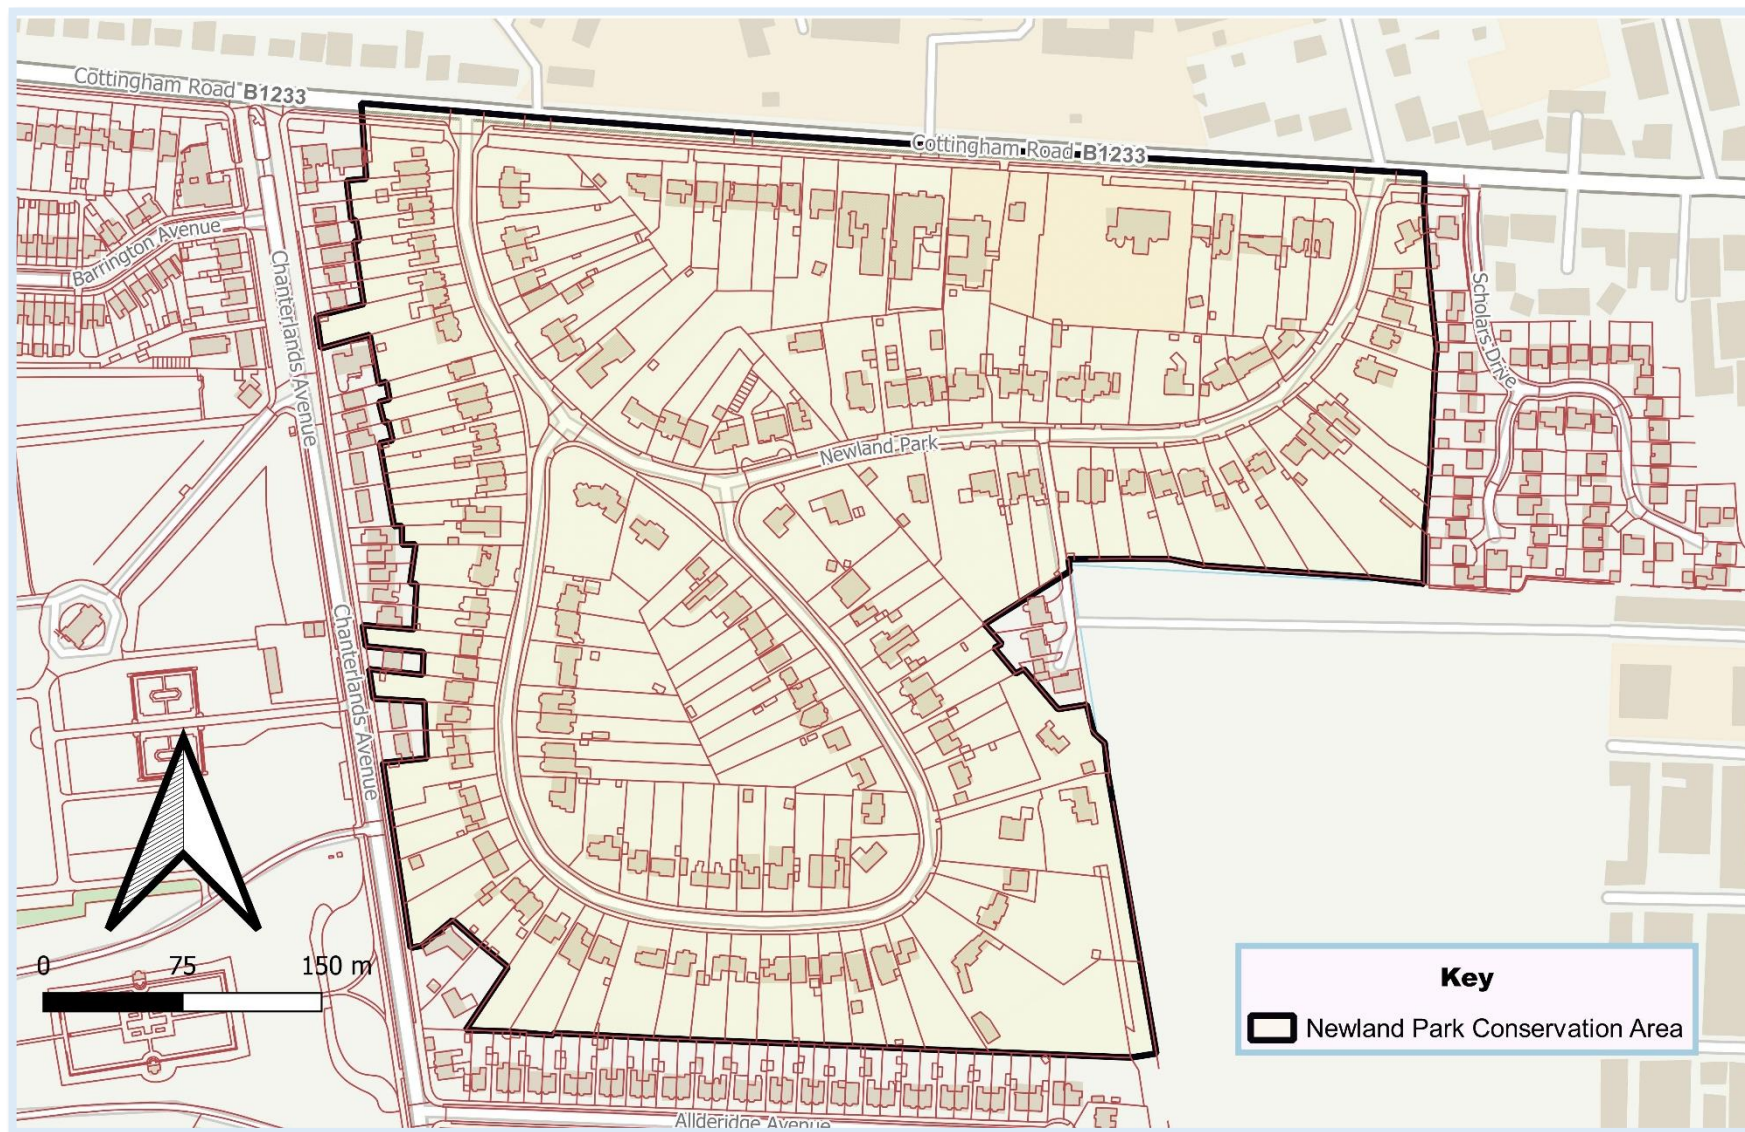 Cottingham Road B1233
Cottingham Road B1233
Barrington Avenue
Chanterlands Avenue
Scholars Drive
Newland Park
Chanterlands Avenue
0 75 150 m
Key
Newland Park Conservation Area
Allderidge Avenue